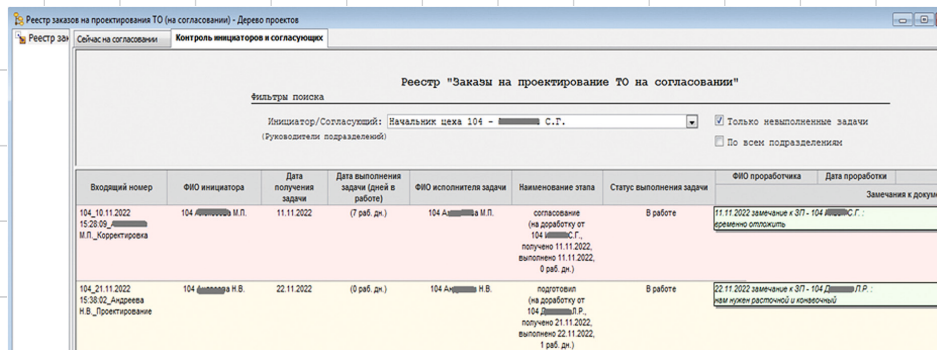 Реестр заказов на проектирования ТО (на согласовании) - Дерево проектов
Реестр зак
Сейчас на согласовании
Контроль инициаторов и согласующих
Реестр "Заказы на проектирование ТО на согласовании"
Фильтры поиска
Инициатор/Согласующий: Начальник цеха 104 - С.Г.
Только невыполненные задачи
(Руководители подразделений)
По всем подразделениям
Входящий номер
ФИО инициатора
Дата
получения
задачи
Дата выполнения
задачи (дней в
работе)
ФИО исполнителя задачи
Наименование этапа
Статус выполнения задачи
ФИО проработчика
Дата проработки
Замечания к докуме
104_10.11.2022
15:28:09_
М.П._Корректировка
104 М.П.
11.11.2022
(7 раб. дн.)
104 М.П.
согласование
(на доработку от
104 С.Г.,
получено 11.11.2022,
выполнено 11.11.2022,
0 раб. дн.)
В работе
11.11.2022 замечание к ЗП - 104 С.Г. :
временно отложить
104_21.11.2022
15:38:02_Андреева
Н.В._Проектирование
104 Н.В.
22.11.2022
(0 раб. дн.)
104 Н.В.
подготовил
(на доработку от
104 Л.Р.,
получено 21.11.2022,
выполнено 22.11.2022,
1 раб. дн.)
В работе
22.11.2022 замечание к ЗП - 104 Л.Р. :
нам нужен расточной и канавочный